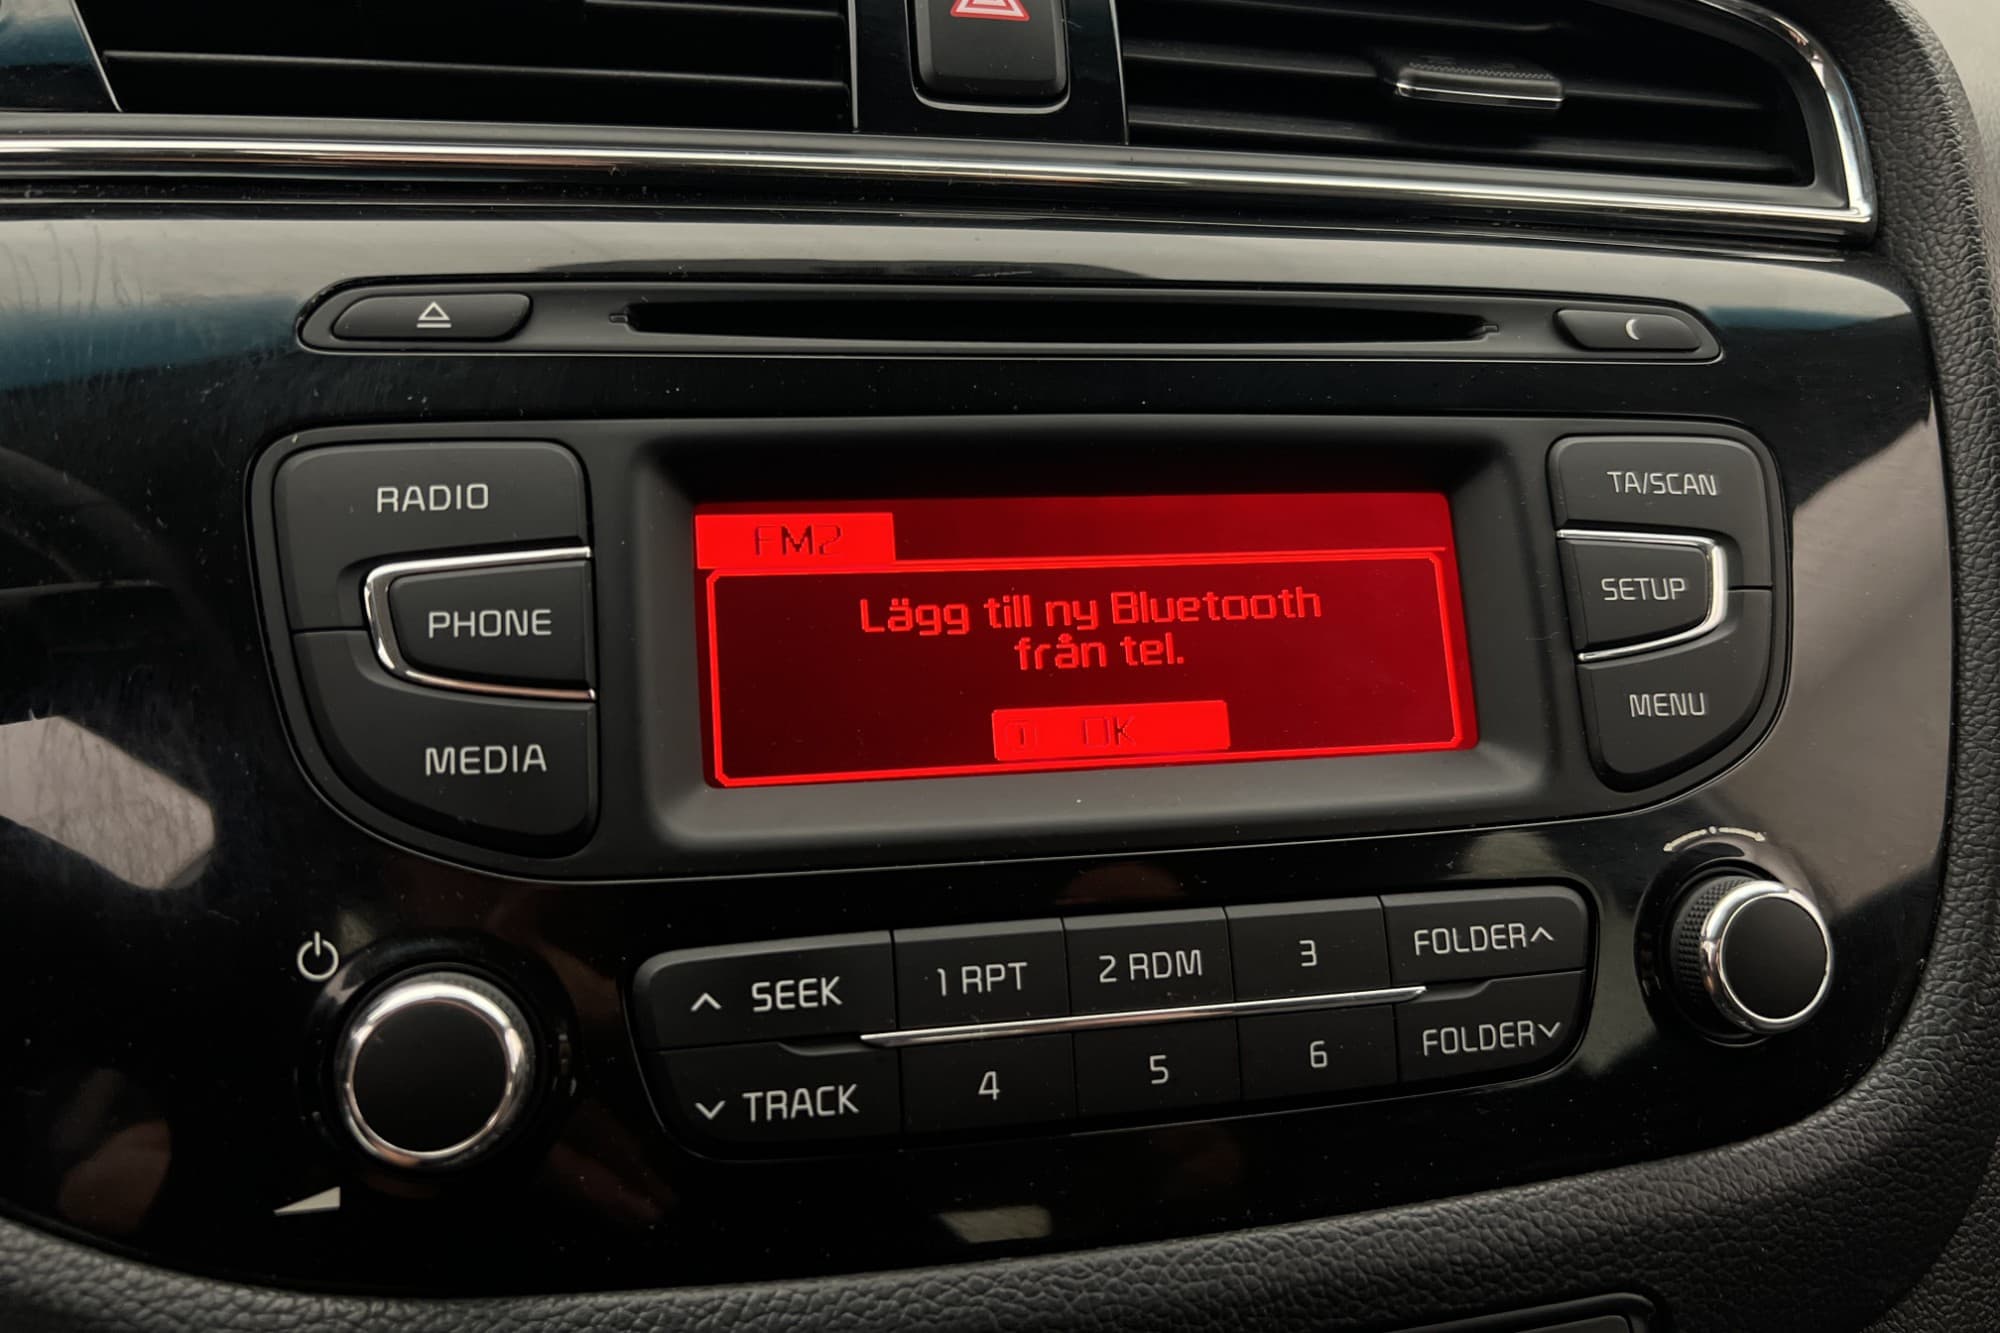 RADIO
PHONE
MEDIA
FM2
Lägg till ny Bluetooth
från tel.
OK
TA/SCAN
SETUP
MENU
SEEK
TRACK
1 RPT
2 RDM
3
4
5
6
FOLDER
FOLDER